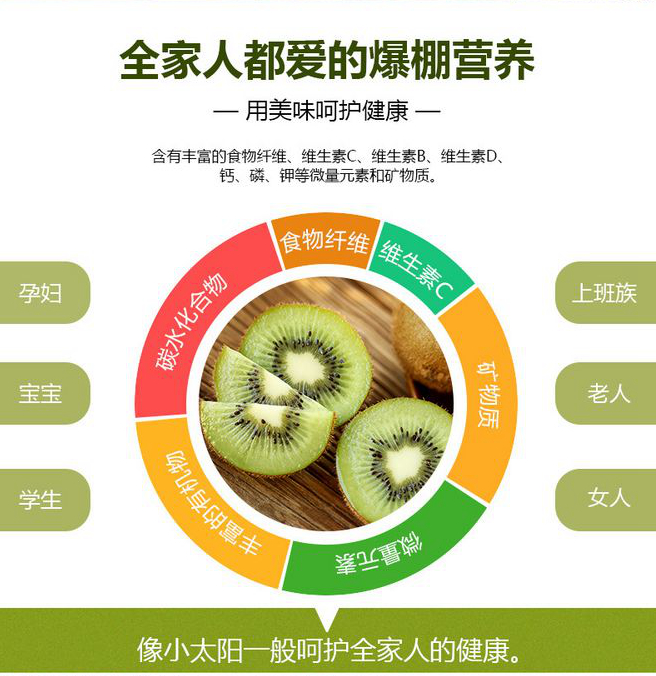 全家人都爱的爆棚营养
— 用美味呵护健康 —
含有丰富的食物纤维、维生素C、维生素B、维生素D、
钙、磷、钾等微量元素和矿物质。
食物纤维
维生素C
碳水化合物
矿物质
丰富的有机物
微量元素
孕妇
宝宝
学生
上班族
老人
女人
像小太阳一般呵护全家人的健康。